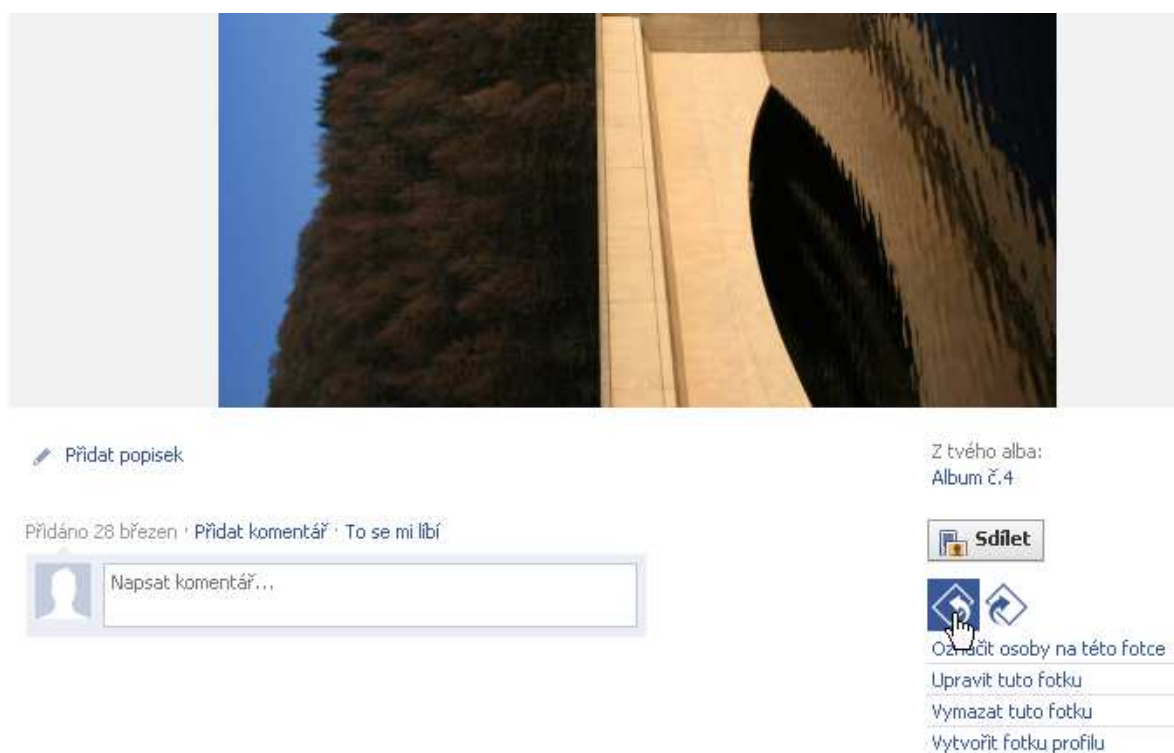 Přidat popisek
Přidáno 28 březen · Přidat komentář · To se mi líbí
Napsat komentář...
Z tvého alba:
Album č.4
Sdílet
Označit osoby na této fotce
Upravit tuto fotku
Vymazat tuto fotku
Vytvořit fotku profilu